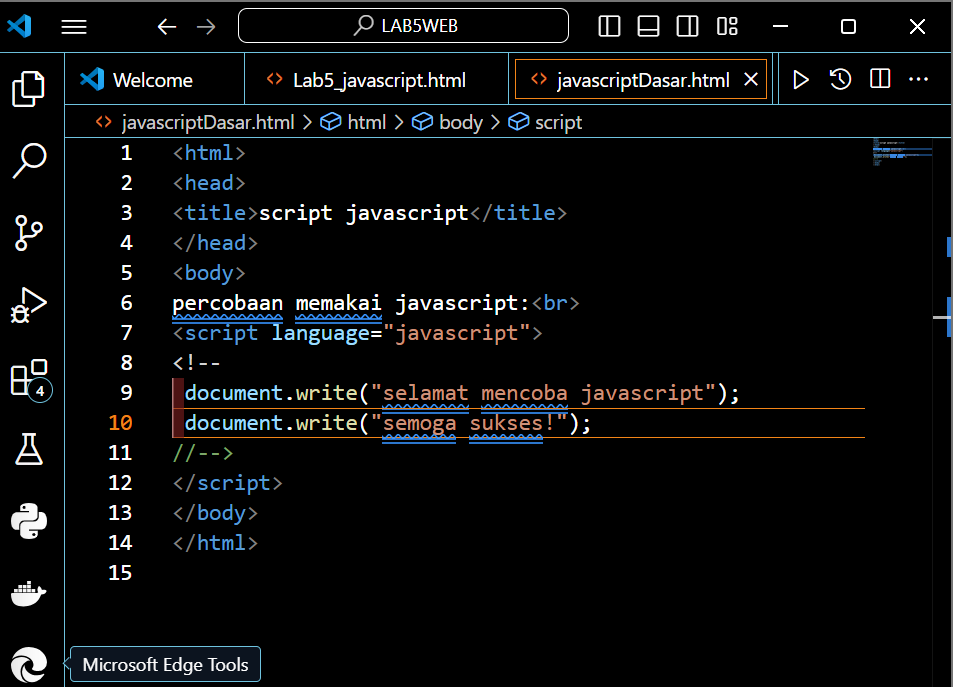 LAB5WEB
Welcome
Lab5_javascript.html
javascriptDasar.html
javascriptDasar.html > html > body > script
1 <html>
2 <head>
3 <title>script javascript</title>
4 </head>
5 <body>
6 percobaan memakai javascript:<br>
7 <script language="javascript">
8 <!--
9 document.write("selamat mencoba javascript");
10 document.write("semoga sukses!");
11 //-->
12 </script>
13 </body>
14 </html>
15
4
Microsoft Edge Tools